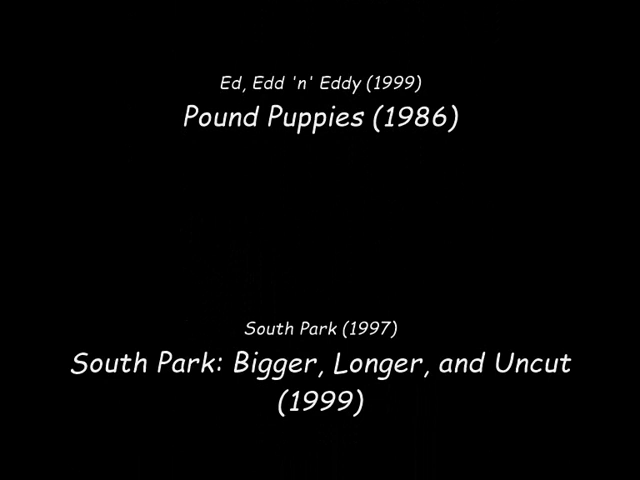 Ed, Edd 'n' Eddy (1999)
Pound Puppies (1986)
South Park (1997)
South Park: Bigger, Longer, and Uncut
(1999)